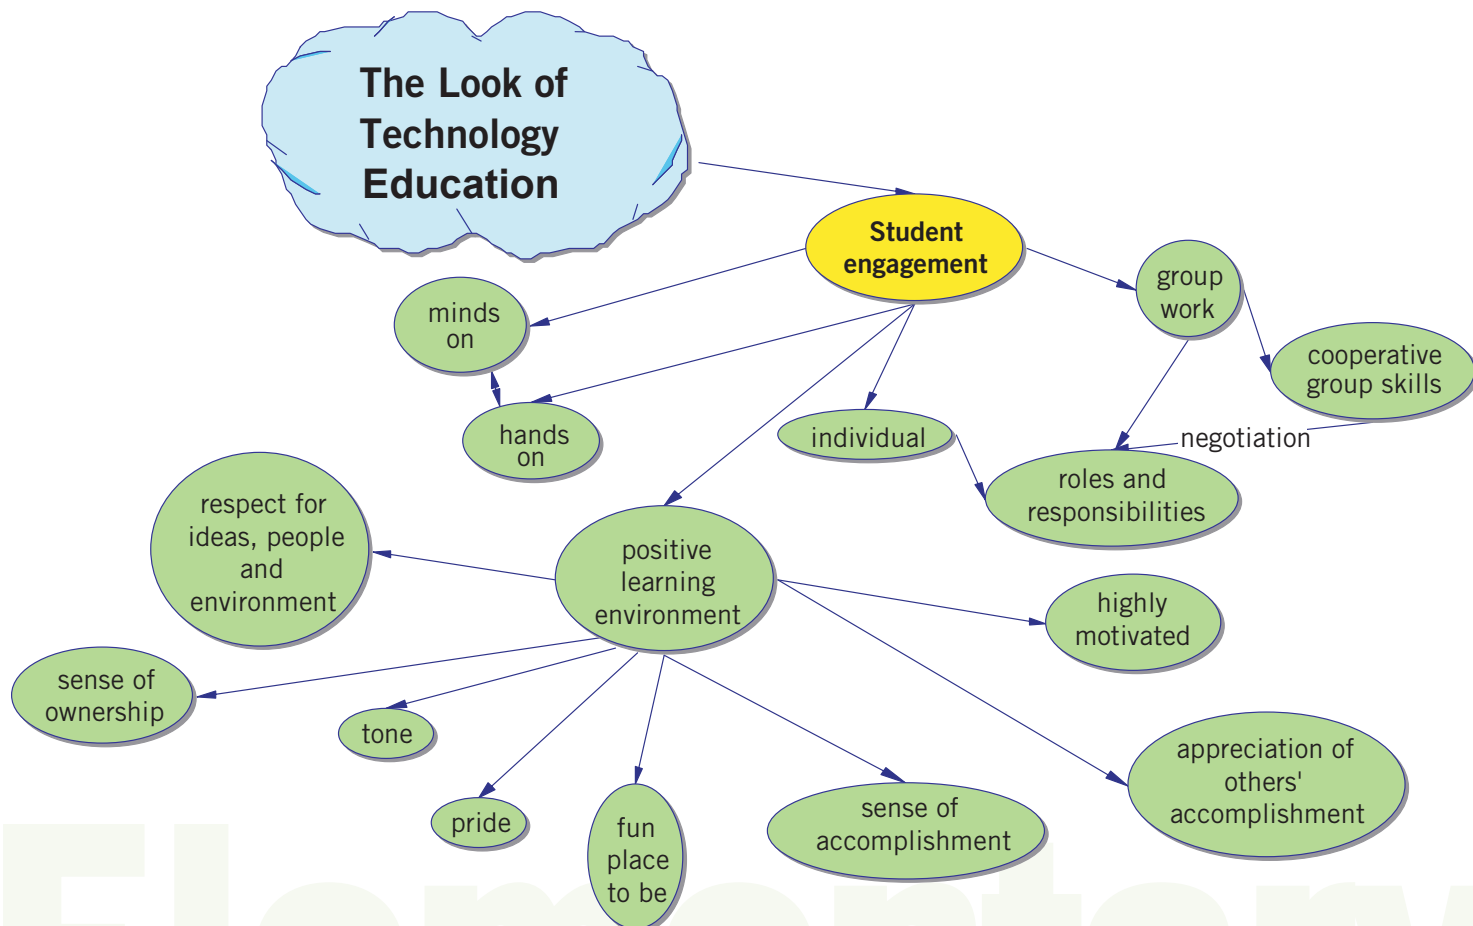 The Look of
Technology
Education
Student
engagement
group
work
minds
on
cooperative
group skills
hands
on
individual
negotiation
roles and
responsibilities
respect for
ideas, people
and
environment
positive
learning
environment
highly
motivated
sense of
ownership
tone
appreciation of
others'
accomplishment
pride
fun
place
to be
sense of
accomplishment
Elementary